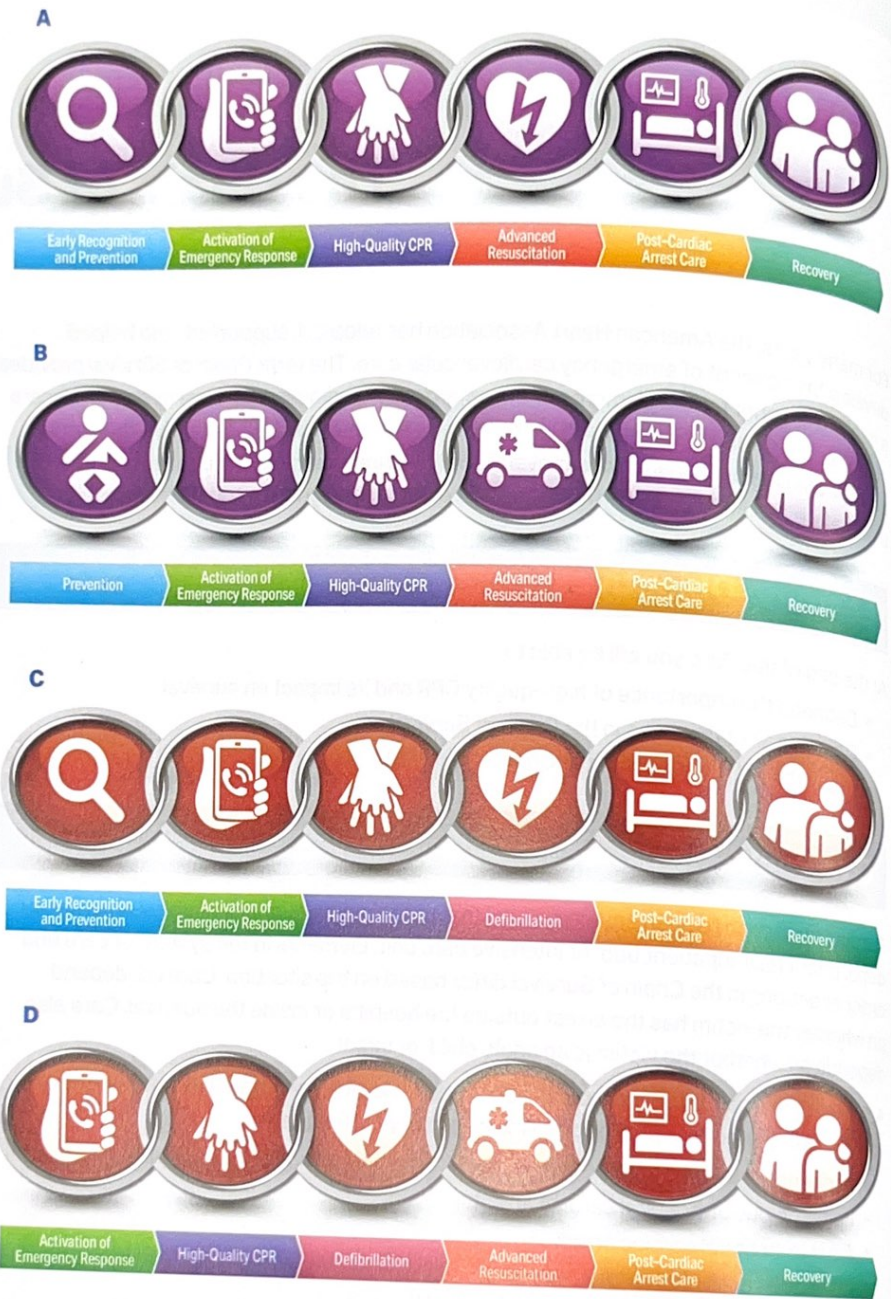 A
Early Recognition
and Prevention
Activation of
Emergency Response
High-Quality CPR
Advanced
Resuscitation
Post-Cardiac
Arrest Care
Recovery
B
Prevention
Activation of
Emergency Response
High-Quality CPR
Advanced
Resuscitation
Post-Cardiac
Arrest Care
Recovery
C
Early Recognition
and Prevention
Activation of
Emergency Response
High-Quality CPR
Defibrillation
Post-Cardiac
Arrest Care
Recovery
D
Activation of
Emergency Response
High-Quality CPR
Defibrillation
Advanced
Resuscitation
Post-Cardiac
Arrest Care
Recovery